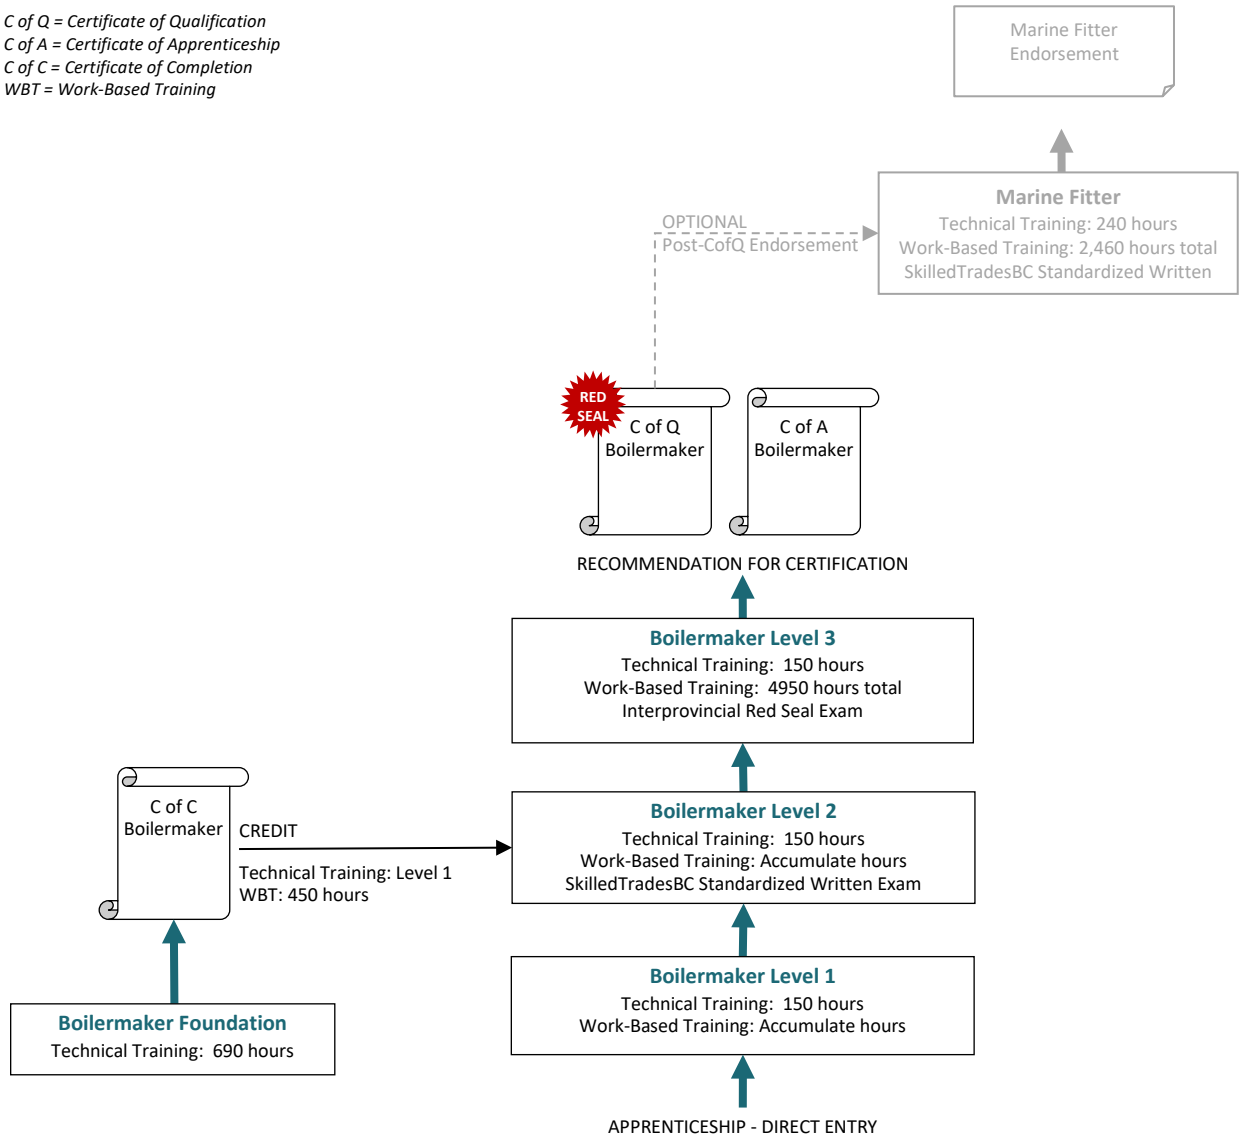 C of Q = Certificate of Qualification
C of A = Certificate of Apprenticeship
C of C = Certificate of Completion
WBT = Work-Based Training
Marine Fitter
Endorsement
Marine Fitter
Technical Training: 240 hours
Work-Based Training: 2,460 hours total
SkilledTradesBC Standardized Written
OPTIONAL
Post-CofQ Endorsement
RED
SEAL
C of Q
Boilermaker
C of A
Boilermaker
RECOMMENDATION FOR CERTIFICATION
Boilermaker Level 3
Technical Training: 150 hours
Work-Based Training: 4950 hours total
Interprovincial Red Seal Exam
C of C
Boilermaker
CREDIT
Technical Training: Level 1
WBT: 450 hours
Boilermaker Level 2
Technical Training: 150 hours
Work-Based Training: Accumulate hours
SkilledTradesBC Standardized Written Exam
Boilermaker Level 1
Technical Training: 150 hours
Work-Based Training: Accumulate hours
Boilermaker Foundation
Technical Training: 690 hours
APPRENTICESHIP - DIRECT ENTRY